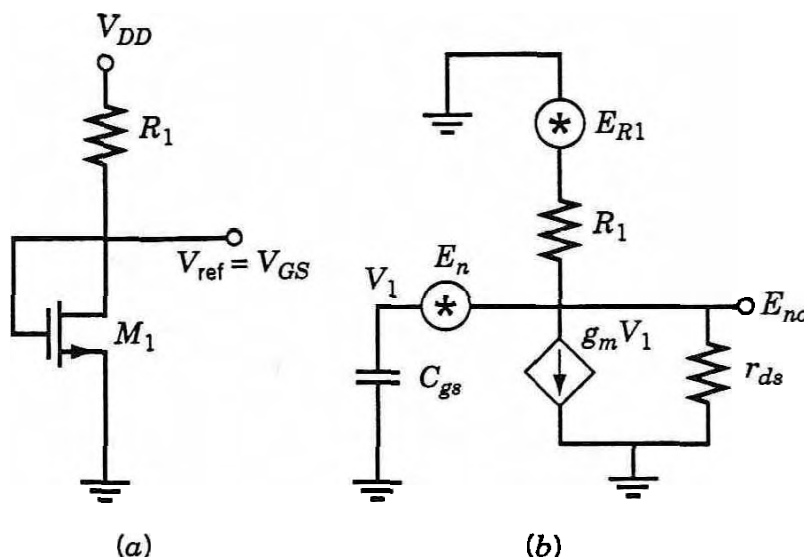 V_DD
R_1
V_ref = V_GS
M_1
(a)
E_R1
R_1
V_1
E_n
E_no
g_m V_1
C_gs
r_ds
(b)